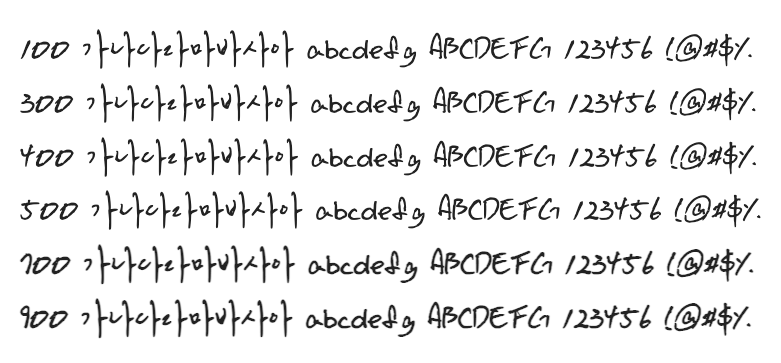 100 가나다라마바사아 abcdefg ABCDEFG 123456 !@#$%.
300 가나다라마바사아 abcdefg ABCDEFG 123456 !@#$%.
400 가나다라마바사아 abcdefg ABCDEFG 123456 !@#$%.
500 가나다라마바사아 abcdefg ABCDEFG 123456 !@#$%.
700 가나다라마바사아 abcdefg ABCDEFG 123456 !@#$%.
900 가나다라마바사아 abcdefg ABCDEFG 123456 !@#$%.